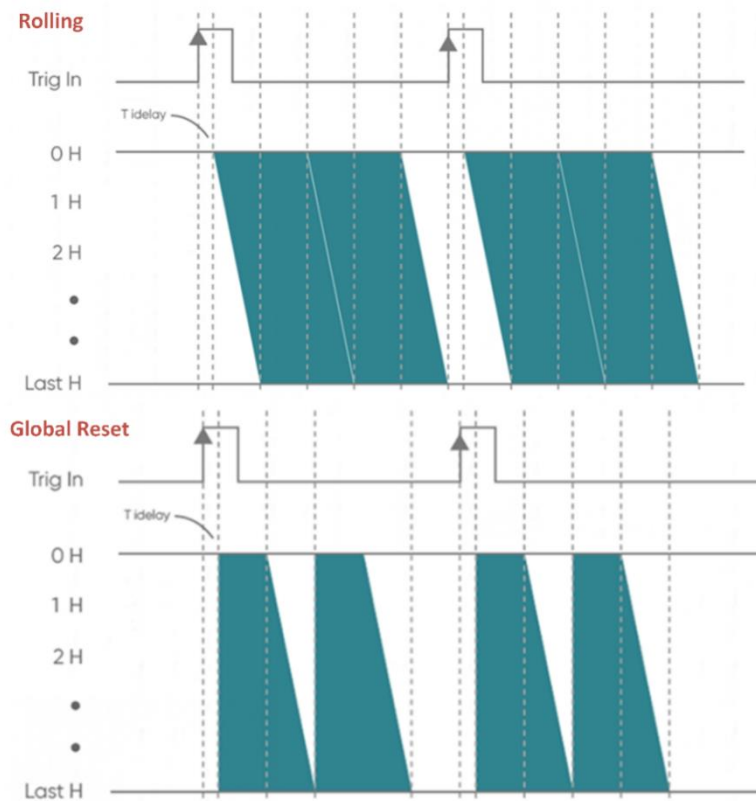 Rolling
Trig In
T idelay
0 H
1 H
2 H
Last H
Global Reset
Trig In
T idelay
0 H
1 H
2 H
Last H